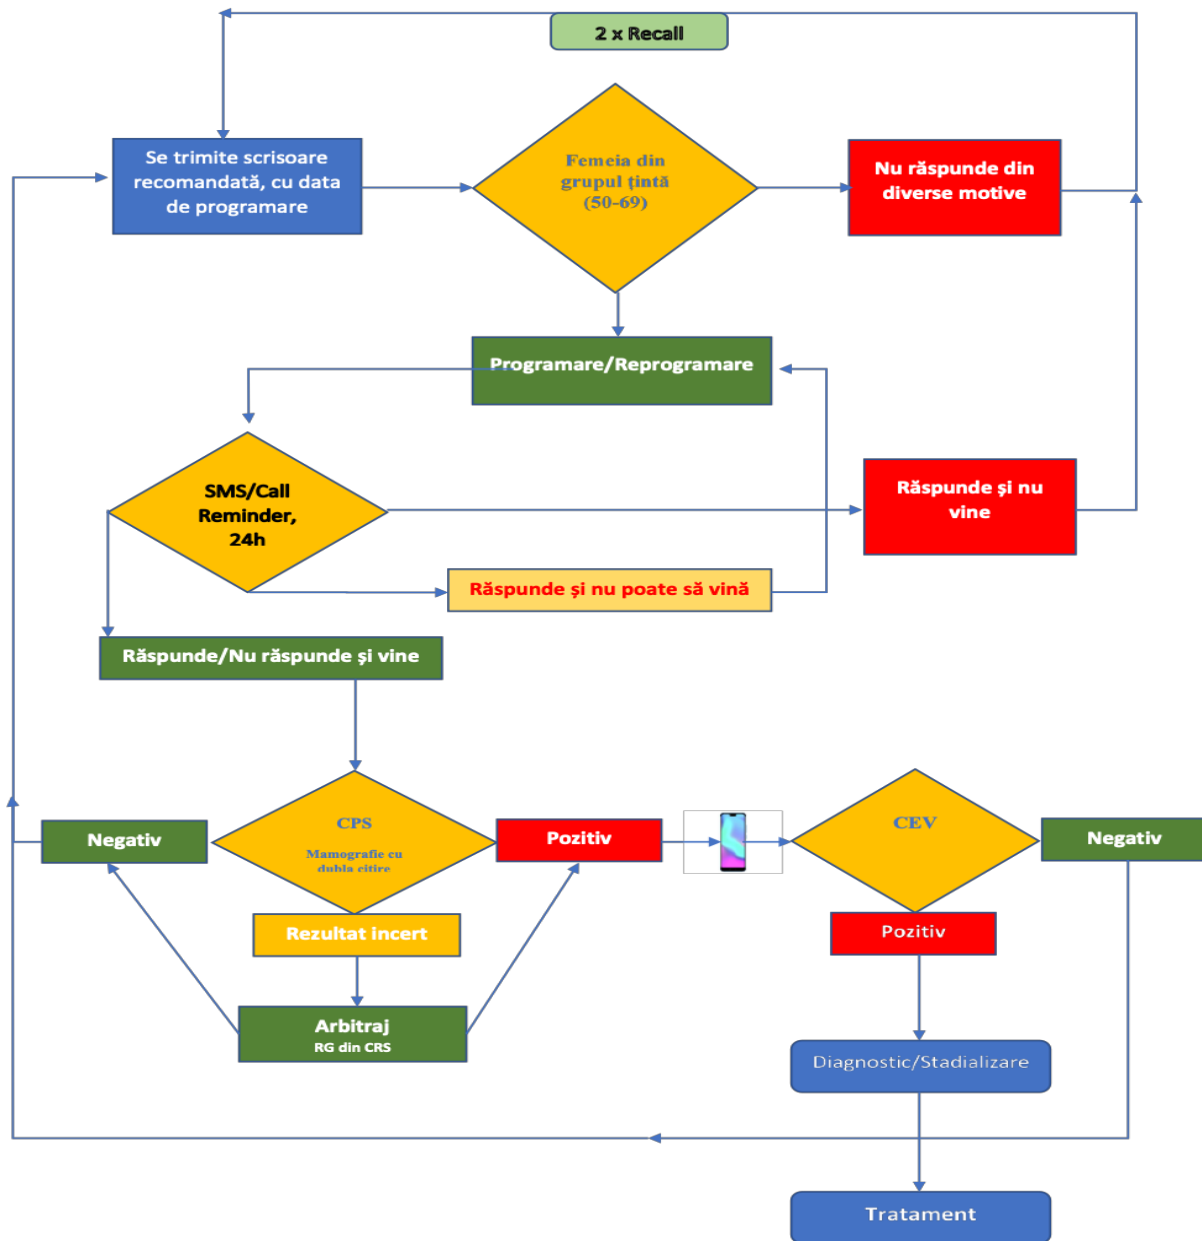 2 x Recall
Se trimite scrisoare
recomandată, cu data
de programare
Femeia din
grupul țintă
(50-69)
Nu răspunde din
diverse motive
Programare/Reprogramare
SMS/Call
Reminder,
24h
Răspunde și nu
vine
Răspunde și nu poate să vină
Răspunde/Nu răspunde și vine
Negativ
CPS
Mamografie cu
dubla citire
Pozitiv
CEV
Negativ
Rezultat incert
Pozitiv
Arbitraj
RG din CRS
Diagnostic/Stadializare
Tratament